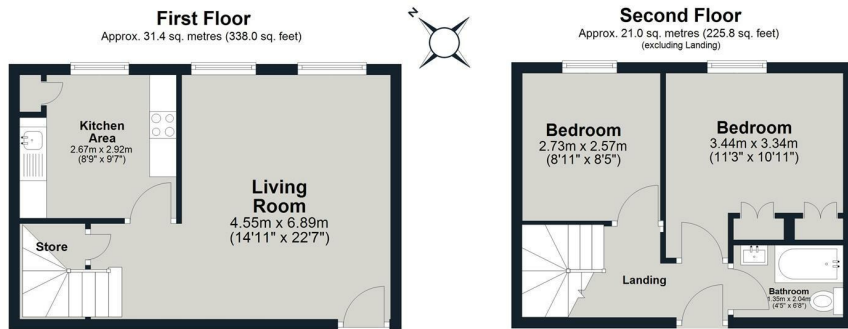 First Floor
Approx. 31.4 sq. metres (338.0 sq. feet)
Kitchen
Area
2.67m x 2.92m
(8'9" x 9'7")
Living
Room
4.55m x 6.89m
(14'11" x 22'7")
Store
N
Second Floor
Approx. 21.0 sq. metres (225.8 sq. feet)
(excluding Landing)
Bedroom
2.73m x 2.57m
(8'11" x 8'5")
Bedroom
3.44m x 3.34m
(11'3" x 10'11")
Landing
Bathroom
1.35m x 2.04m
(4'5" x 6'8")